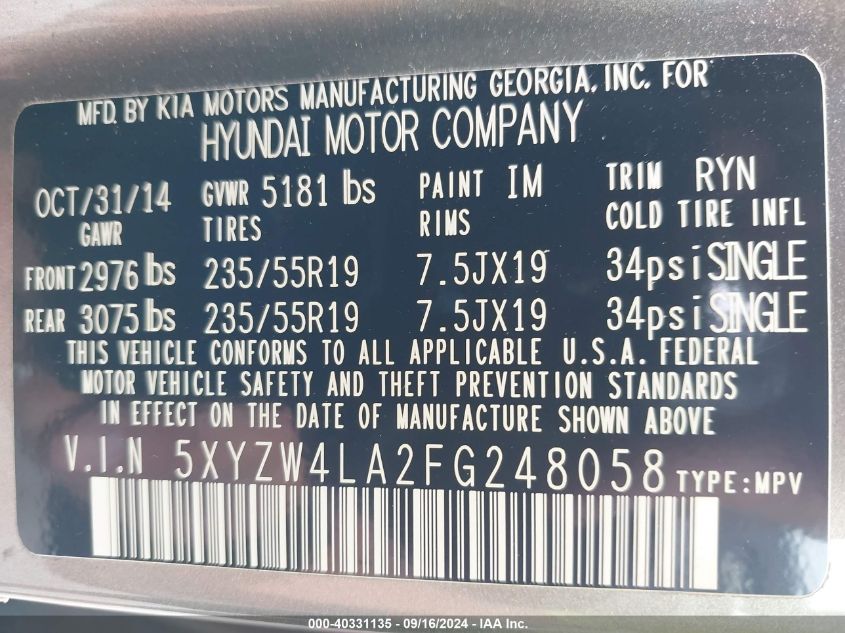 MFD. BY KIA MOTORS MANUFACTURING GEORGIA, INC. FOR
HYUNDAI MOTOR COMPANY
OCT/31/14 GVWR 5181 lbs PAINT IM TRIM RYN
GAWR TIRES RIMS COLD TIRE INFL
FRONT 2976 lbs 235/55R19 7.5JX19 34psi SINGLE
REAR 3075 lbs 235/55R19 7.5JX19 34psi SINGLE
THIS VEHICLE CONFORMS TO ALL APPLICABLE U.S.A. FEDERAL
MOTOR VEHICLE SAFETY AND THEFT PREVENTION STANDARDS
IN EFFECT ON THE DATE OF MANUFACTURE SHOWN ABOVE
V.I.N 5XYZW4LA2FG248058 TYPE:MPV
000-40331135 - 09/16/2024 - IAA Inc.